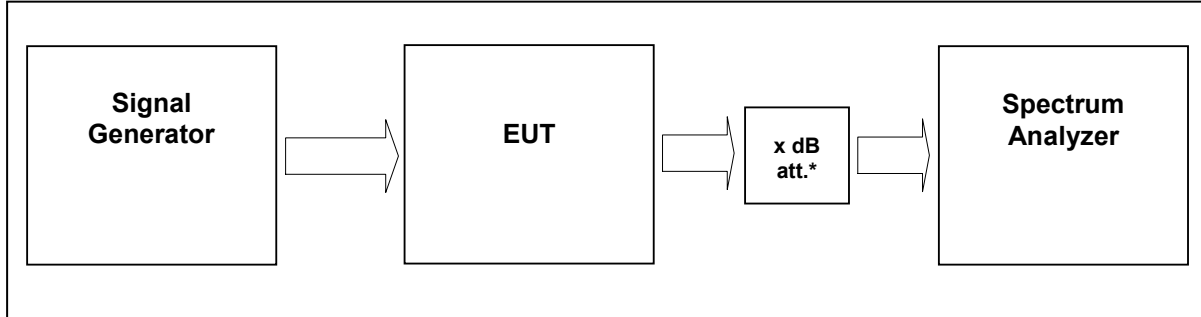 Signal
Generator
EUT
x dB
att.*
Spectrum
Analyzer